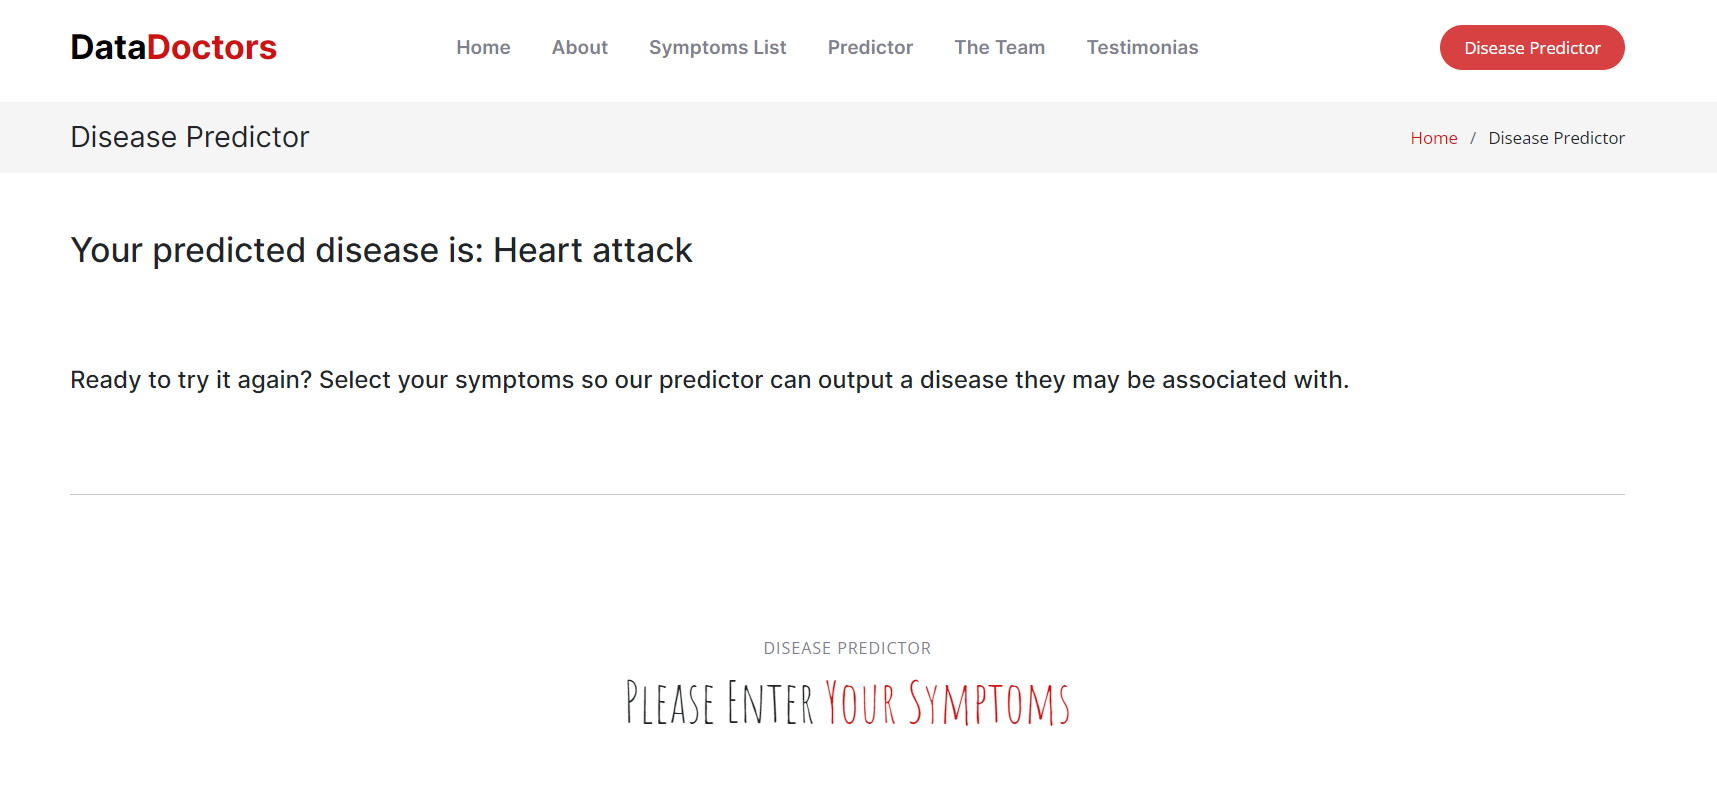 DataDoctors
Home About Symptoms List Predictor The Team Testimonias
Disease Predictor
Disease Predictor
Home / Disease Predictor
Your predicted disease is: Heart attack
Ready to try it again? Select your symptoms so our predictor can output a disease they may be associated with.
DISEASE PREDICTOR
Please Enter Your Symptoms